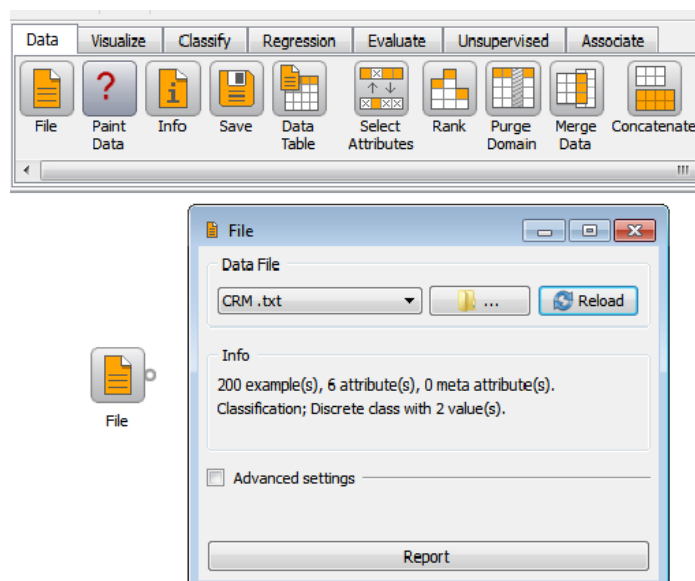 Data Visualize Classify Regression Evaluate Unsupervised Associate
?
File Paint Data Info Save Data Table Select Attributes Rank Purge Domain Merge Data Concatenate
File
Data File
CRM .txt ... Reload
Info
200 example(s), 6 attribute(s), 0 meta attribute(s).
Classification; Discrete class with 2 value(s).
File
Advanced settings
Report